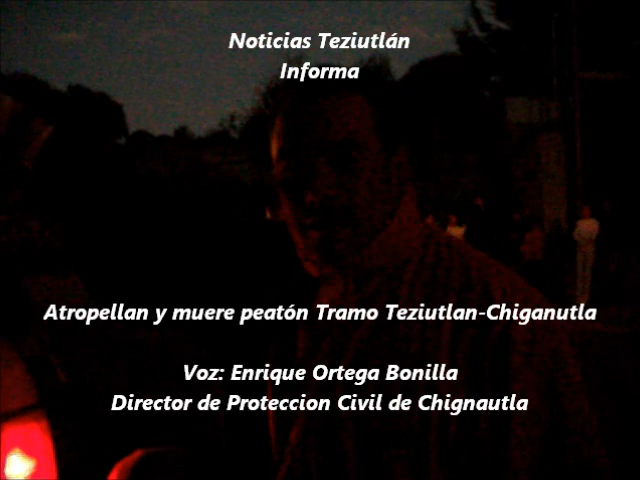 Noticias Teziutlán
Informa
Atropellan y muere peatón Tramo Teziutlan-Chiganutla
Voz: Enrique Ortega Bonilla
Director de Proteccion Civil de Chignautla